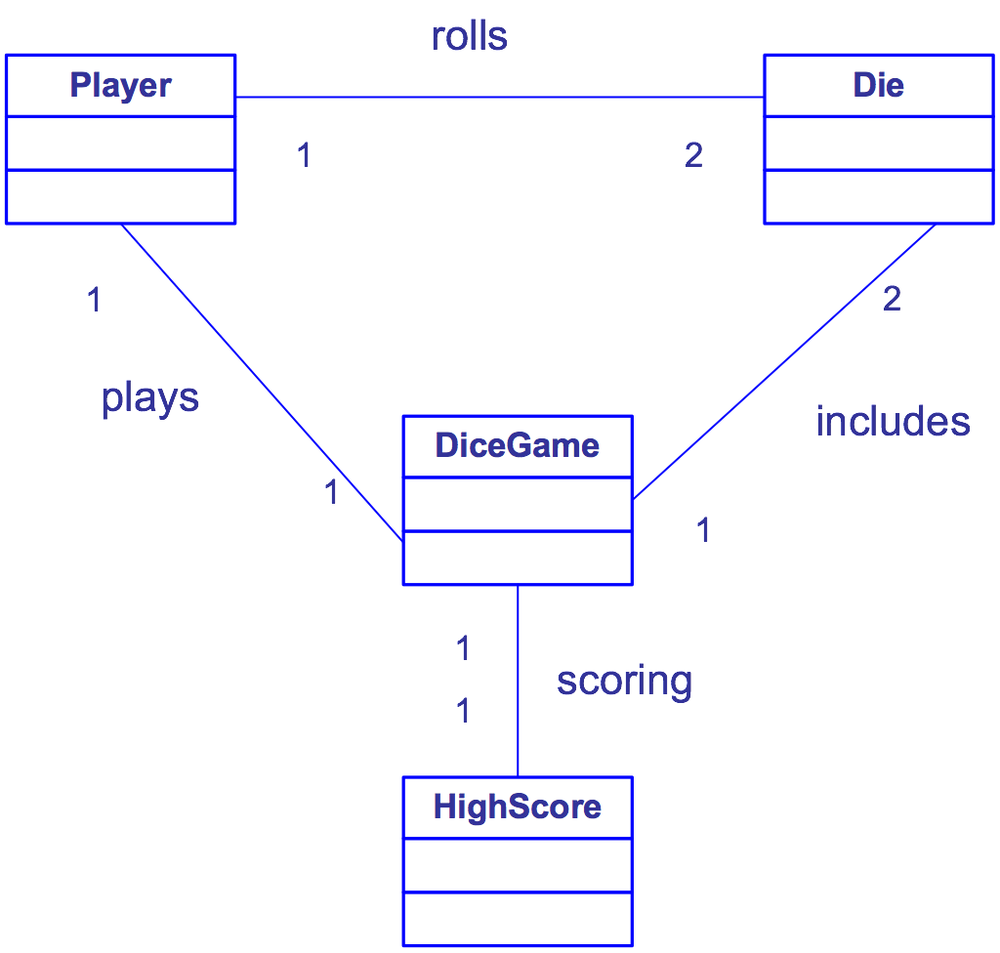 rolls
Player
Die
1
2
1
2
plays
includes
DiceGame
1
1
1
scoring
1
HighScore